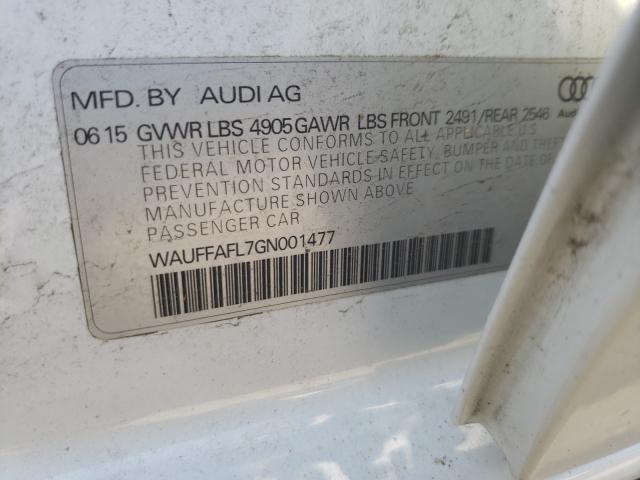 MFD. BY AUDI AG
06 15 GVWR LBS 4905 GAWR LBS FRONT 2491/REAR 2546
Audi
THIS VEHICLE CONFORMS TO ALL APPLICABLE U.S.
FEDERAL MOTOR VEHICLE SAFETY, BUMPER AND THEFT
PREVENTION STANDARDS IN EFFECT ON THE DATE OF
MANUFACTURE SHOWN ABOVE.
PASSENGER CAR
WAUFFAFL7GN001477